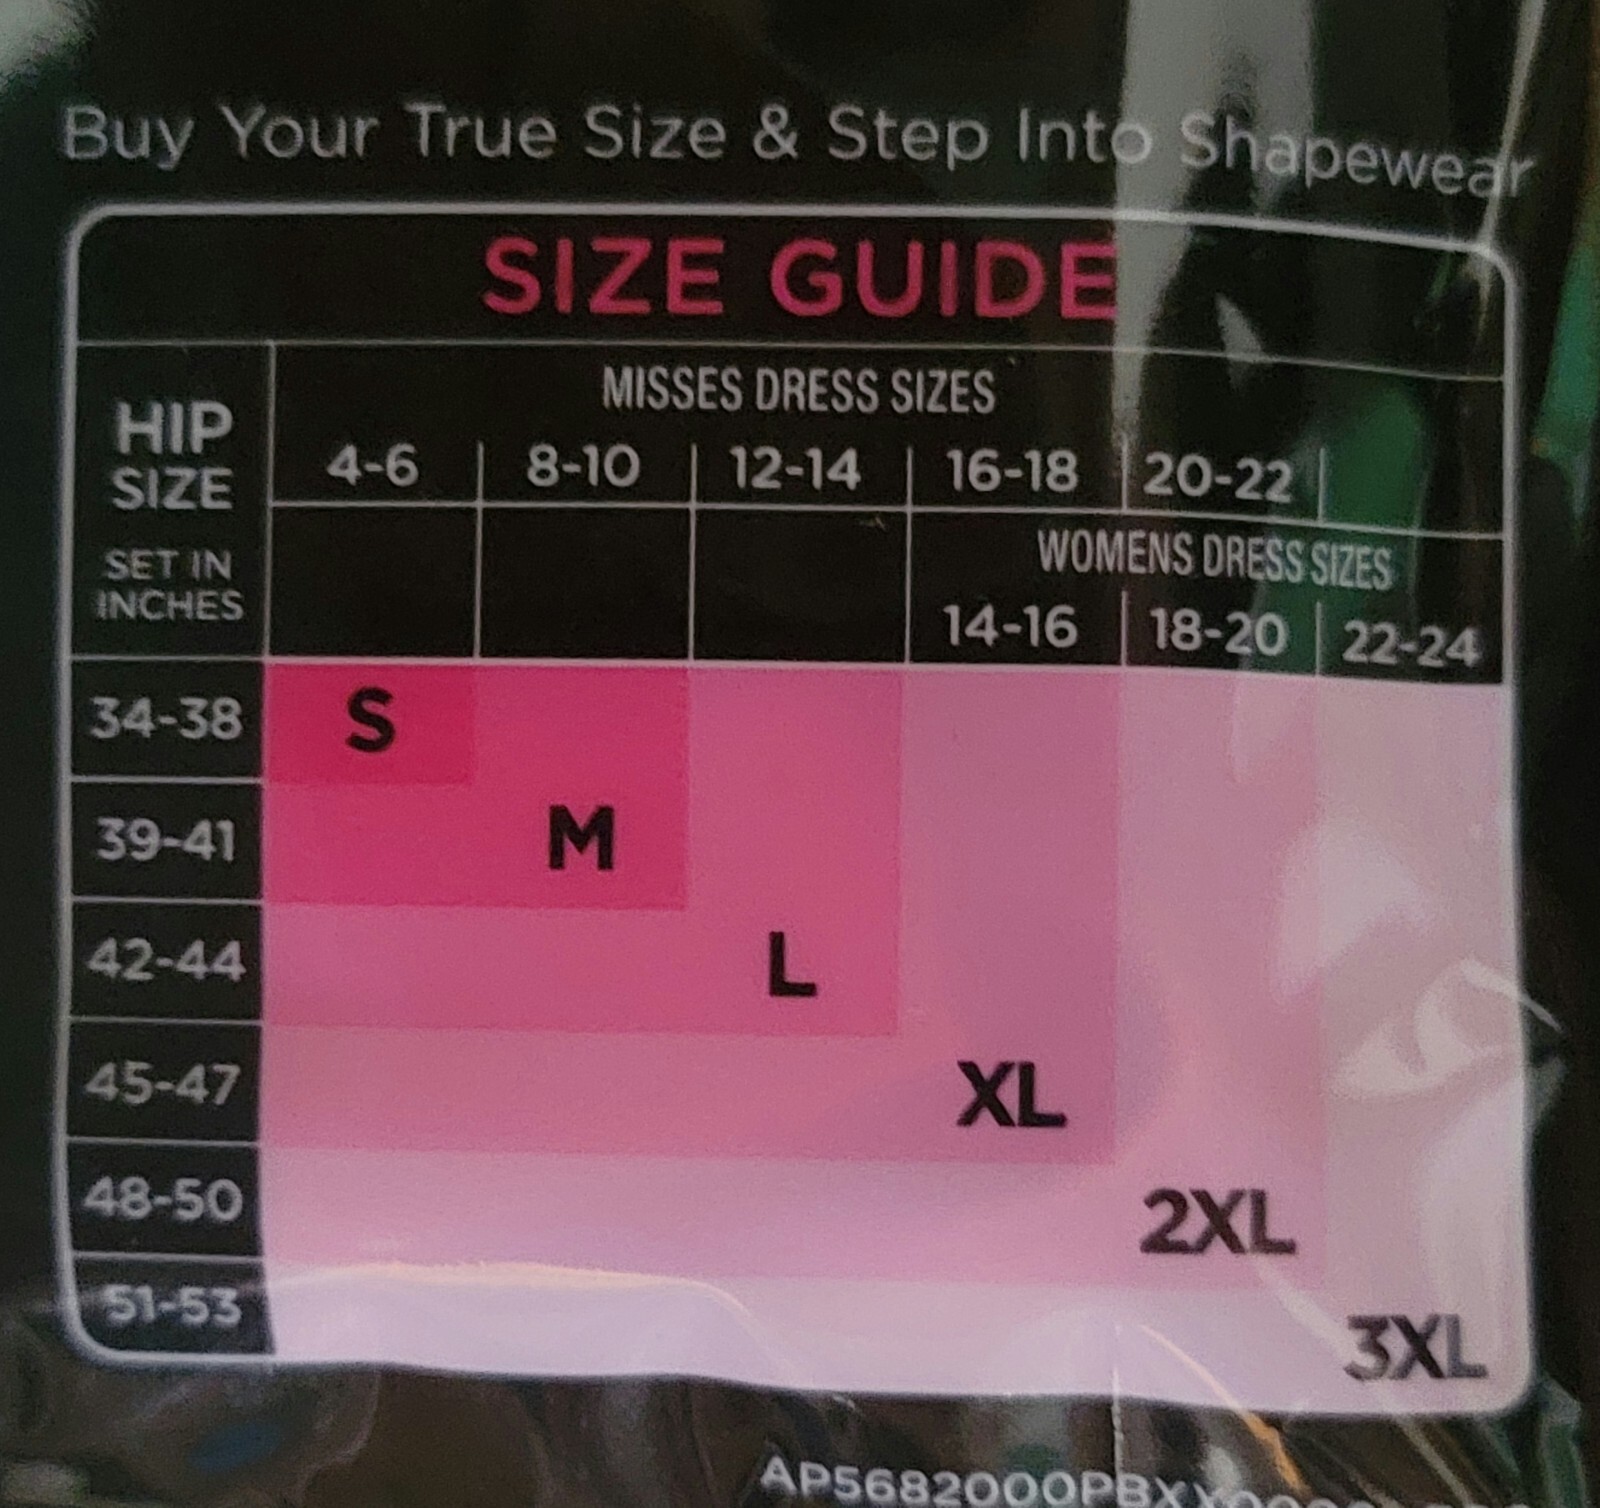 Buy Your True Size & Step Into Shapewear
SIZE GUIDE
HIP
SIZE
SET IN
INCHES
MISSES DRESS SIZES
4-6 8-10 12-14 16-18 20-22
WOMENS DRESS SIZES
14-16 18-20 22-24
34-38 S
39-41 M
42-44 L
45-47 XL
48-50 2XL
51-53 3XL